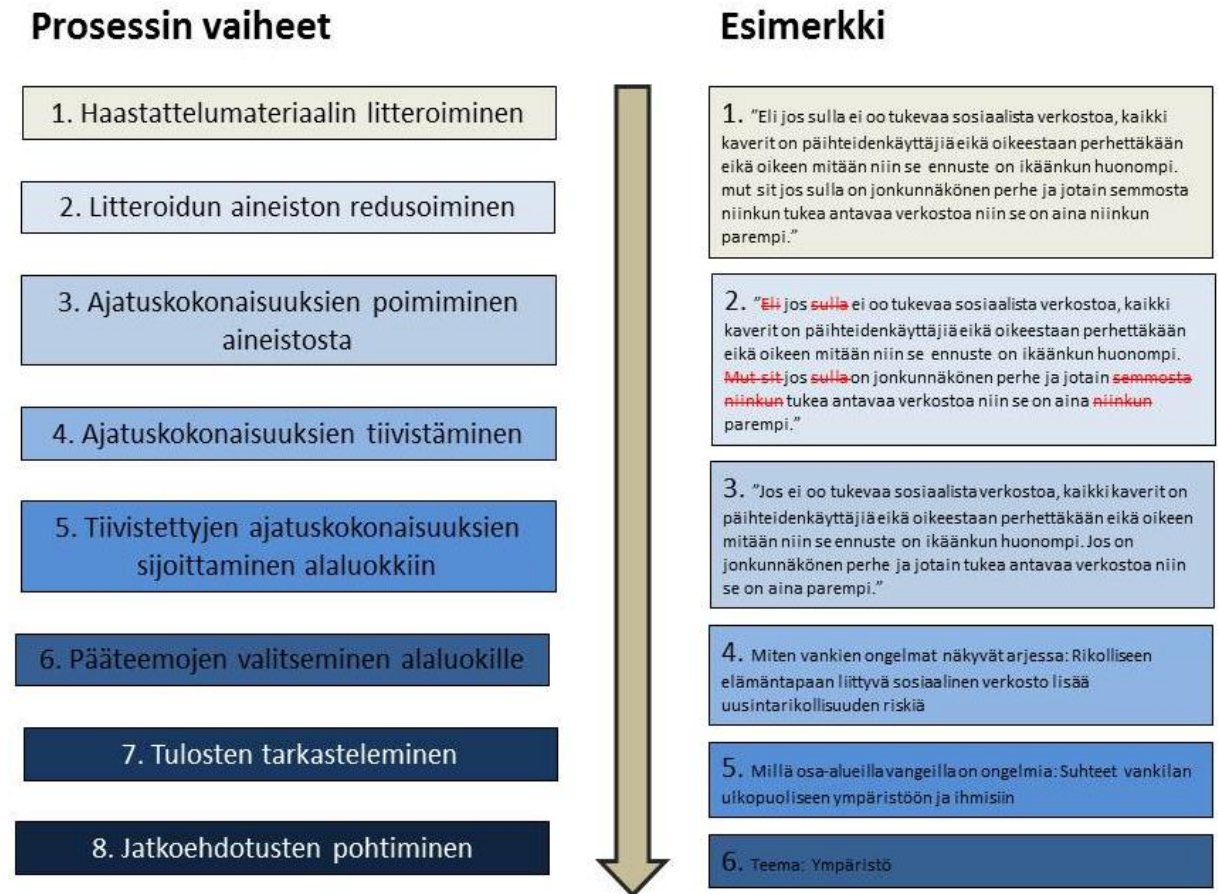 Prosessin vaiheet
1. Haastattelumateriaalin litteroiminen
2. Litteroidun aineiston redusoiminen
3. Ajatuskokonaisuuksien poimiminen
aineistosta
4. Ajatuskokonaisuuksien tiivistäminen
5. Tiivistettyjen ajatuskokonaisuuksien
sijoittaminen alaluokkiin
6. Pääteemojen valitseminen alaluokille
7. Tulosten tarkasteleminen
8. Jatkoehdotusten pohtiminen
Esimerkki
1. "Eli jos sulla ei oo tukevaa sosiaalista verkostoa, kaikki
kaverit on päihteidenkäyttäjiä eikä oikeestaan perhettäkään
eikä oikeen mitään niin se ennuste on ikäänkun huonompi.
mut sit jos sulla on jonkunnäkönen perhe ja jotain semmosta
niinkun tukea antavaa verkostoa niin se on aina niinkun
parempi."
2. "Eli jos sulla ei oo tukevaa sosiaalista verkostoa, kaikki
kaverit on päihteidenkäyttäjiä eikä oikeestaan perhettäkään
eikä oikeen mitään niin se ennuste on ikäänkun huonompi.
Mut sit jos sulla on jonkunnäkönen perhe ja jotain semmosta
niinkun tukea antavaa verkostoa niin se on aina niinkun
parempi."
3. "Jos ei oo tukevaa sosiaalista verkostoa, kaikki kaverit on
päihteidenkäyttäjiä eikä oikeestaan perhettäkään eikä oikeen
mitään niin se ennuste on ikäänkun huonompi. Jos on
jonkunnäkönen perhe ja jotain tukea antavaa verkostoa niin
se on aina parempi."
4. Miten vankien ongelmat näkyvät arjessa: Rikolliseen
elämäntapaan liittyvä sosiaalinen verkosto lisää
uusintarikollisuuden riskiä
5. Millä osa-alueilla vangeilla on ongelmia: Suhteet vankilan
ulkopuoliseen ympäristöön ja ihmisiin
6. Teema: Ympäristö